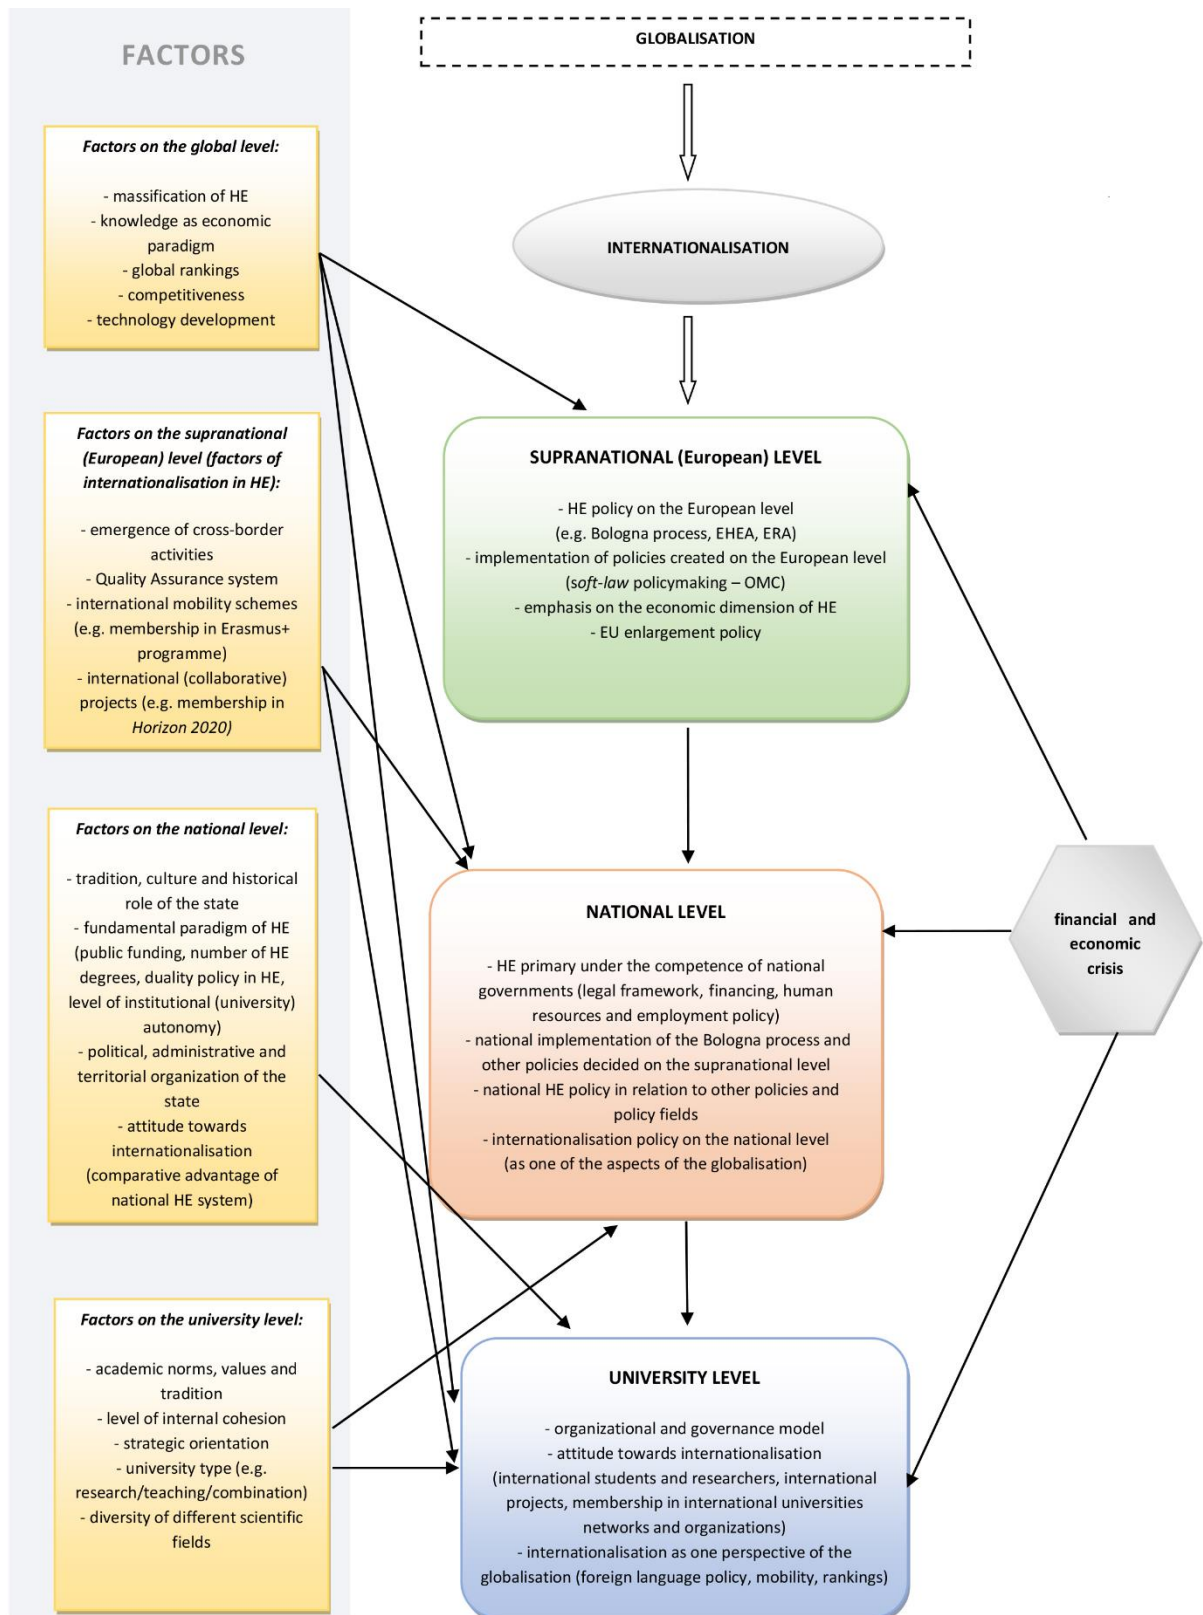 FACTORS
Factors on the global level:
- massification of HE
- knowledge as economic
paradigm
- global rankings
- competitiveness
- technology development
Factors on the supranational
(European) level (factors of
internationalisation in HE):
- emergence of cross-border
activities
- Quality Assurance system
- international mobility schemes
(e.g. membership in Erasmus+
programme)
- international (collaborative)
projects (e.g. membership in
Horizon 2020)
Factors on the national level:
- tradition, culture and historical
role of the state
- fundamental paradigm of HE
(public funding, number of HE
degrees, duality policy in HE,
level of institutional (university)
autonomy)
- political, administrative and
territorial organization of the
state
- attitude towards
internationalisation
(comparative advantage of
national HE system)
Factors on the university level:
- academic norms, values and
tradition
- level of internal cohesion
- strategic orientation
- university type (e.g.
research/teaching/combination)
- diversity of different scientific
fields
GLOBALISATION
INTERNATIONALISATION
SUPRANATIONAL (European) LEVEL
- HE policy on the European level
(e.g. Bologna process, EHEA, ERA)
- implementation of policies created on the European level
(soft-law policymaking – OMC)
- emphasis on the economic dimension of HE
- EU enlargement policy
NATIONAL LEVEL
- HE primary under the competence of national
governments (legal framework, financing, human
resources and employment policy)
- national implementation of the Bologna process and
other policies decided on the supranational level
- national HE policy in relation to other policies and
policy fields
- internationalisation policy on the national level
(as one of the aspects of the globalisation)
UNIVERSITY LEVEL
- organizational and governance model
- attitude towards internationalisation
(international students and researchers, international
projects, membership in international universities
networks and organizations)
- internationalisation as one perspective of the
globalisation (foreign language policy, mobility, rankings)
financial and
economic
crisis